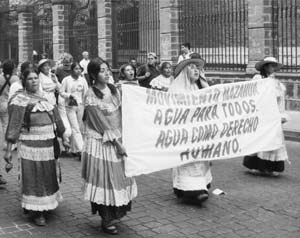 MOVIMIENTO MAZAHUA.
AGUA PARA TODOS.
AGUA COMO DERECHO
HUMANO.